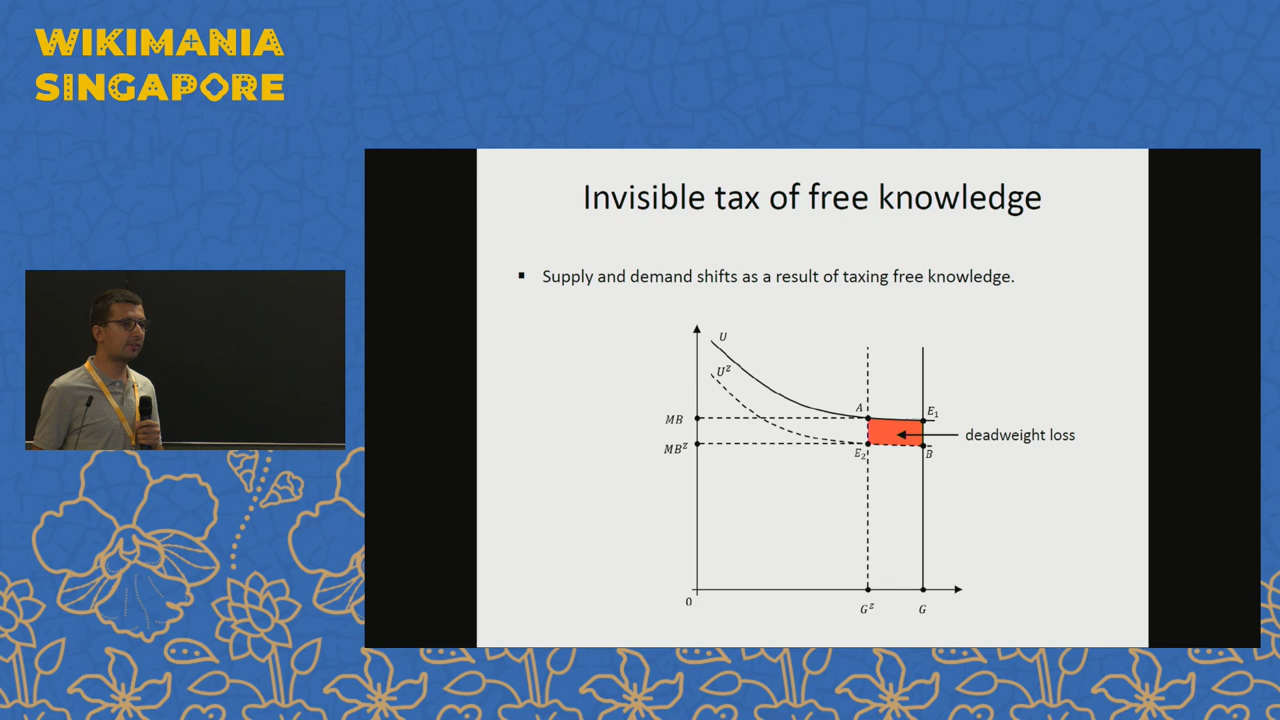 WIKIMANIA
SINGAPORE
Invisible tax of free knowledge
▪ Supply and demand shifts as a result of taxing free knowledge.
U
U^z
A
E₁
MB
deadweight loss
MB^z
E₂
B
0
G^z
G